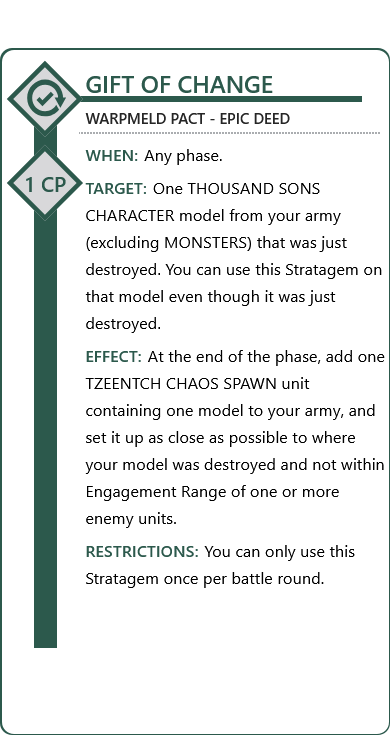 GIFT OF CHANGE
WARPMELD PACT - EPIC DEED
WHEN: Any phase.
1 CP
TARGET: One THOUSAND SONS
CHARACTER model from your army
(excluding MONSTERS) that was just
destroyed. You can use this Stratagem on
that model even though it was just
destroyed.
EFFECT: At the end of the phase, add one
TZEENTCH CHAOS SPAWN unit
containing one model to your army, and
set it up as close as possible to where
your model was destroyed and not within
Engagement Range of one or more
enemy units.
RESTRICTIONS: You can only use this
Stratagem once per battle round.